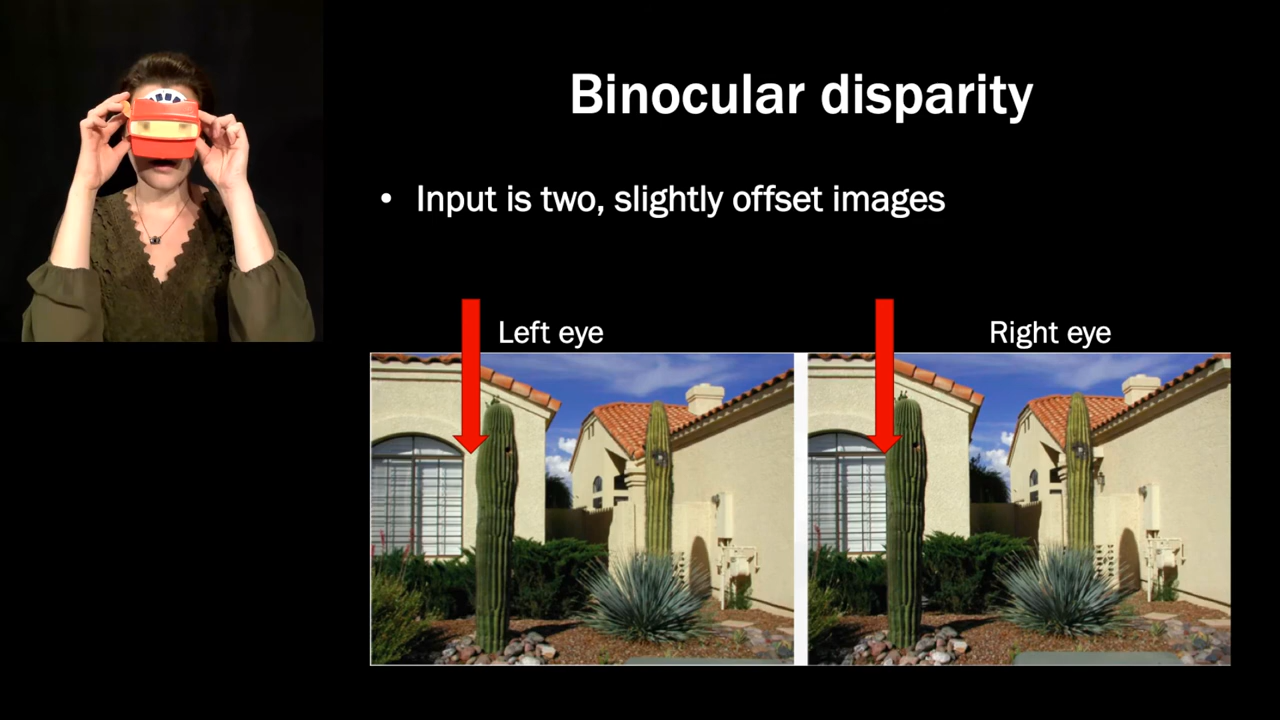 Binocular disparity
• Input is two, slightly offset images
Left eye
Right eye